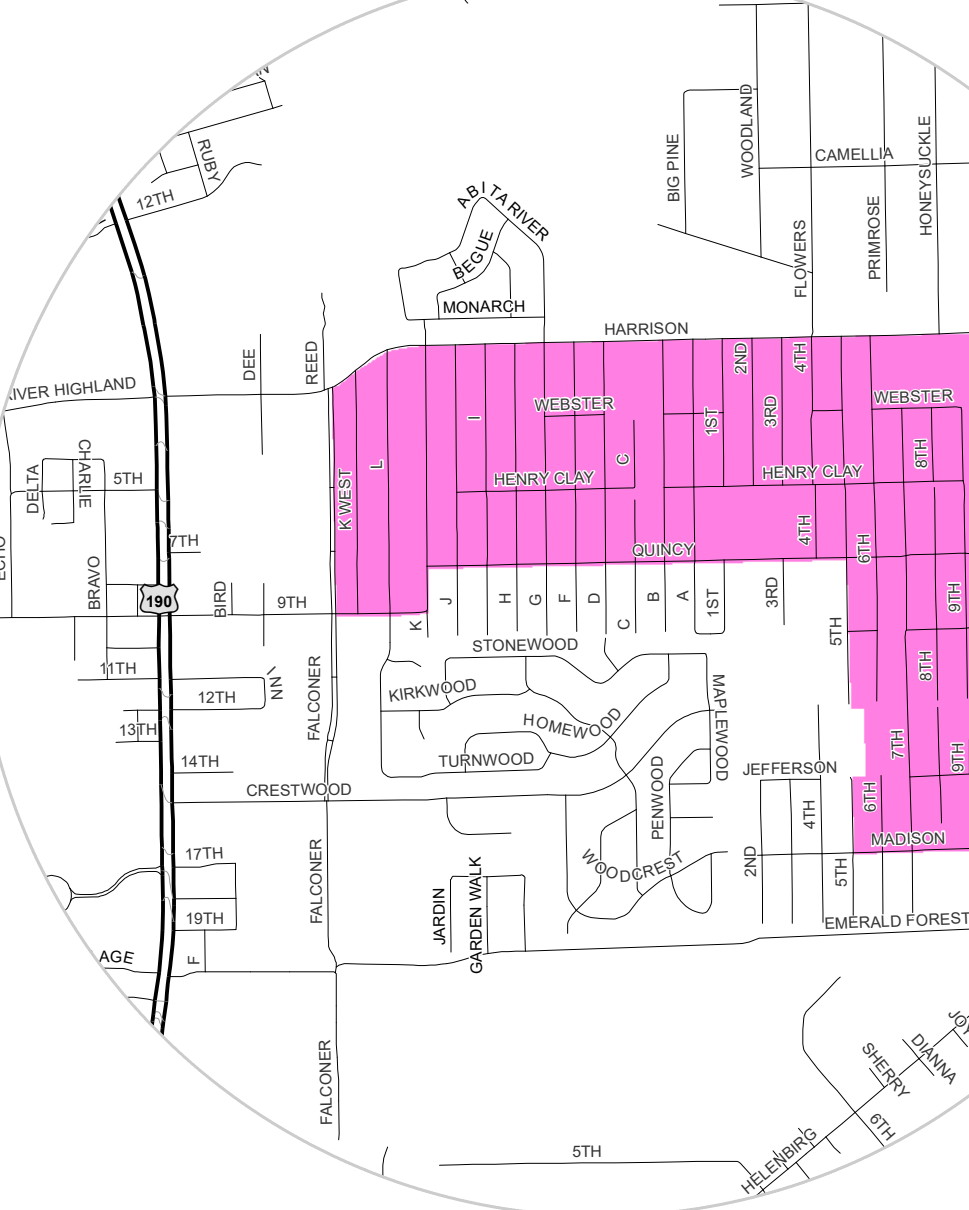 RUBY
12TH
ABITA RIVER
BEGUE
MONARCH
BIG PINE
WOODLAND
CAMELLIA
FLOWERS
PRIMROSE
HONEYSUCKLE
HARRISON
DEE
REED
2ND
4TH
RIVER HIGHLAND
WEBSTER
WEBSTER
I
1ST
3RD
L
C
8TH
DELTA
CHARLIE
5TH
K WEST
HENRY CLAY
HENRY CLAY
7TH
QUINCY
4TH
6TH
ECHO
BRAVO
190
BIRD
9TH
K
J
H
G
F
D
C
B
A
1ST
3RD
5TH
9TH
STONEWOOD
11TH
12TH
KIRKWOOD
FALCONER
HOMEWOOD
MAPLEWOOD
8TH
13TH
14TH
TURNWOOD
7TH
9TH
JEFFERSON
CRESTWOOD
PENWOOD
6TH
4TH
MADISON
17TH
FALCONER
WOODCREST
2ND
5TH
19TH
JARDIN
GARDEN WALK
EMERALD FOREST
AGE
F
FALCONER
SHERRY
DIANNA
JOY
6TH
5TH
HELENBIRG